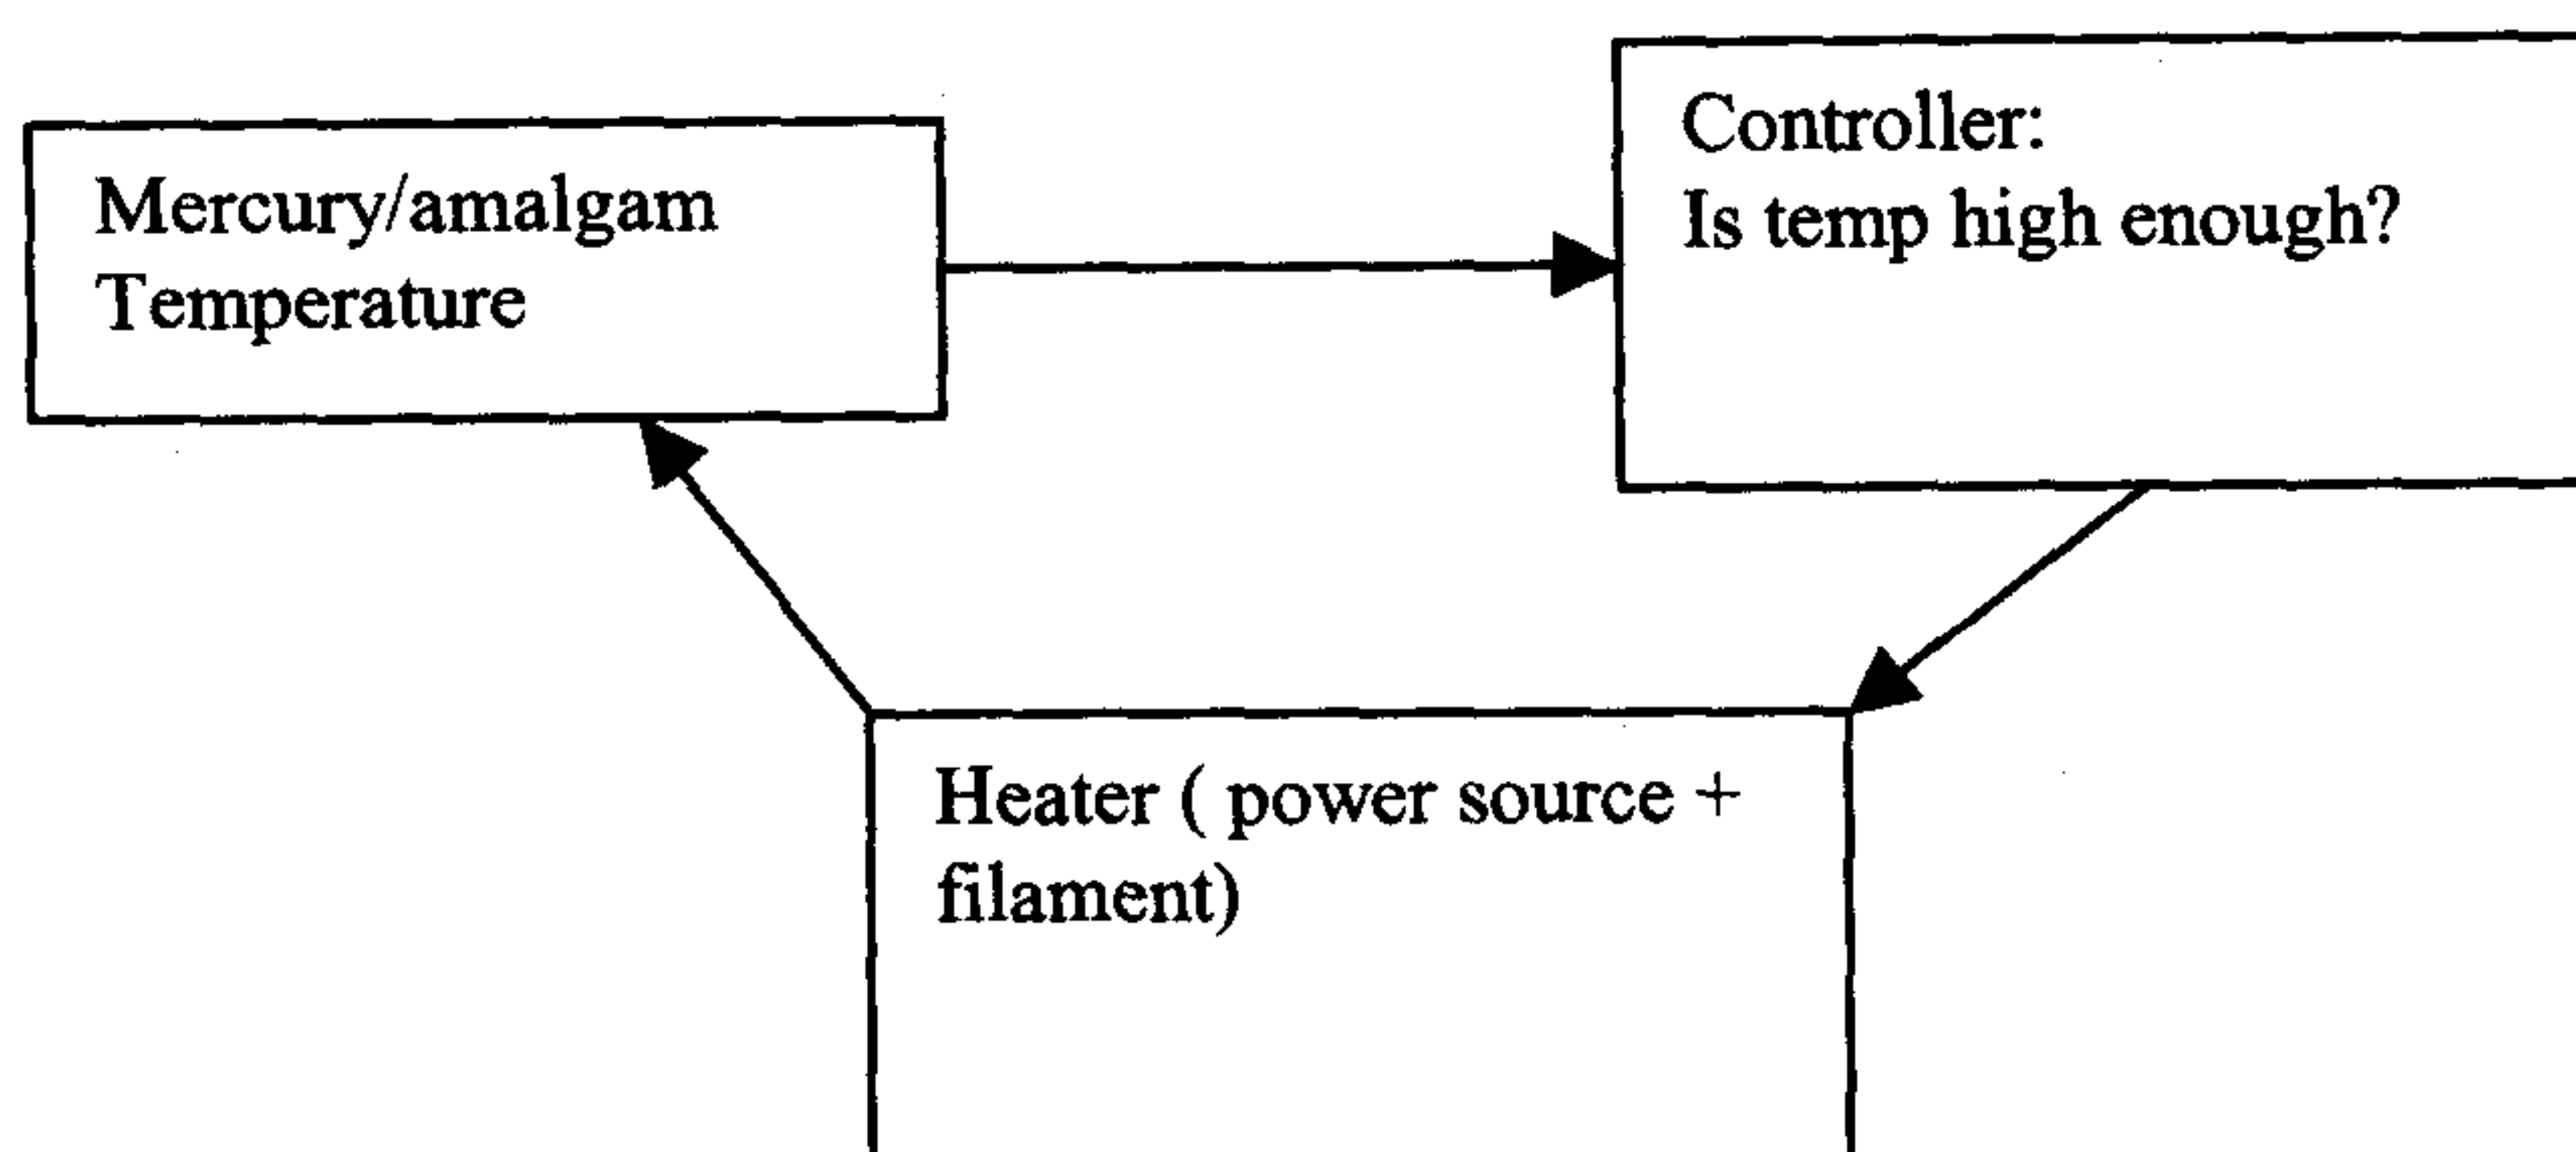 Mercury/amalgam
Temperature
Controller:
Is temp high enough?
Heater ( power source +
filament)